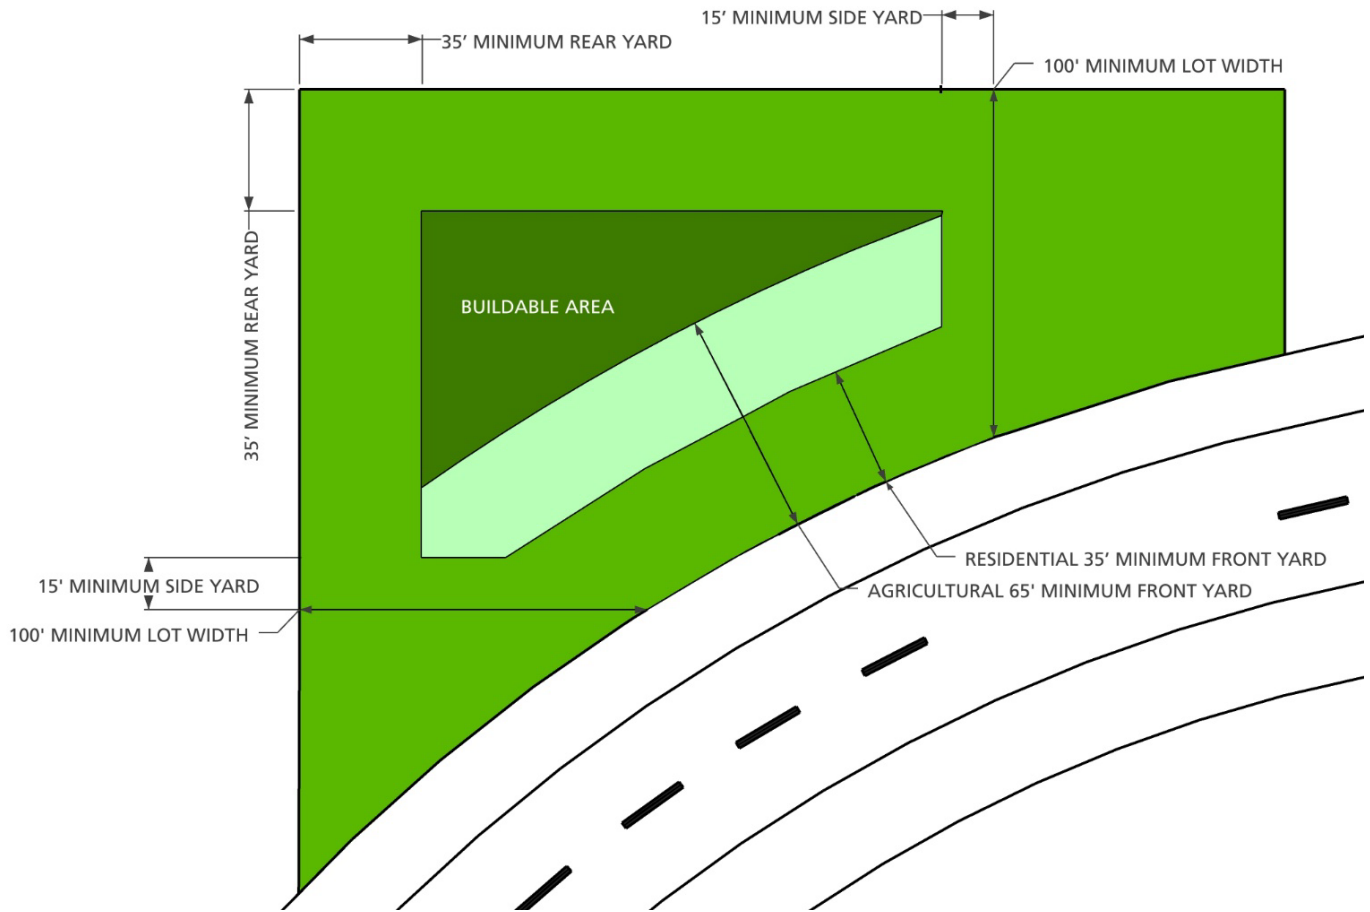 15’ MINIMUM SIDE YARD
35’ MINIMUM REAR YARD
100' MINIMUM LOT WIDTH
35’ MINIMUM REAR YARD
BUILDABLE AREA
RESIDENTIAL 35’ MINIMUM FRONT YARD
15' MINIMUM SIDE YARD
AGRICULTURAL 65' MINIMUM FRONT YARD
100' MINIMUM LOT WIDTH